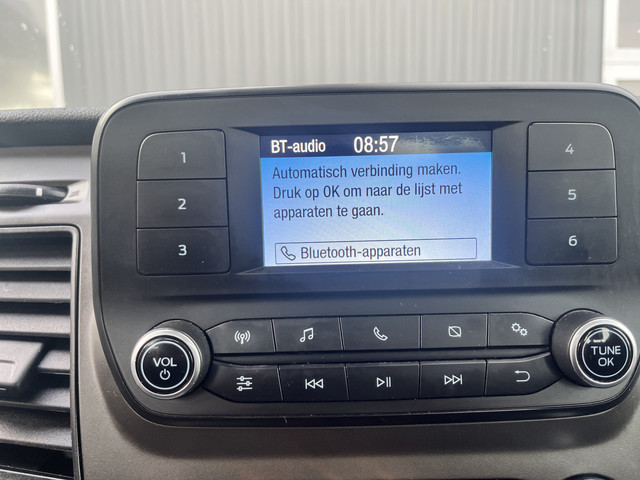 BT-audio 08:57
Automatisch verbinding maken.
Druk op OK om naar de lijst met
apparaten te gaan.
Bluetooth-apparaten
1
2
3
4
5
6
VOL
TUNE
OK